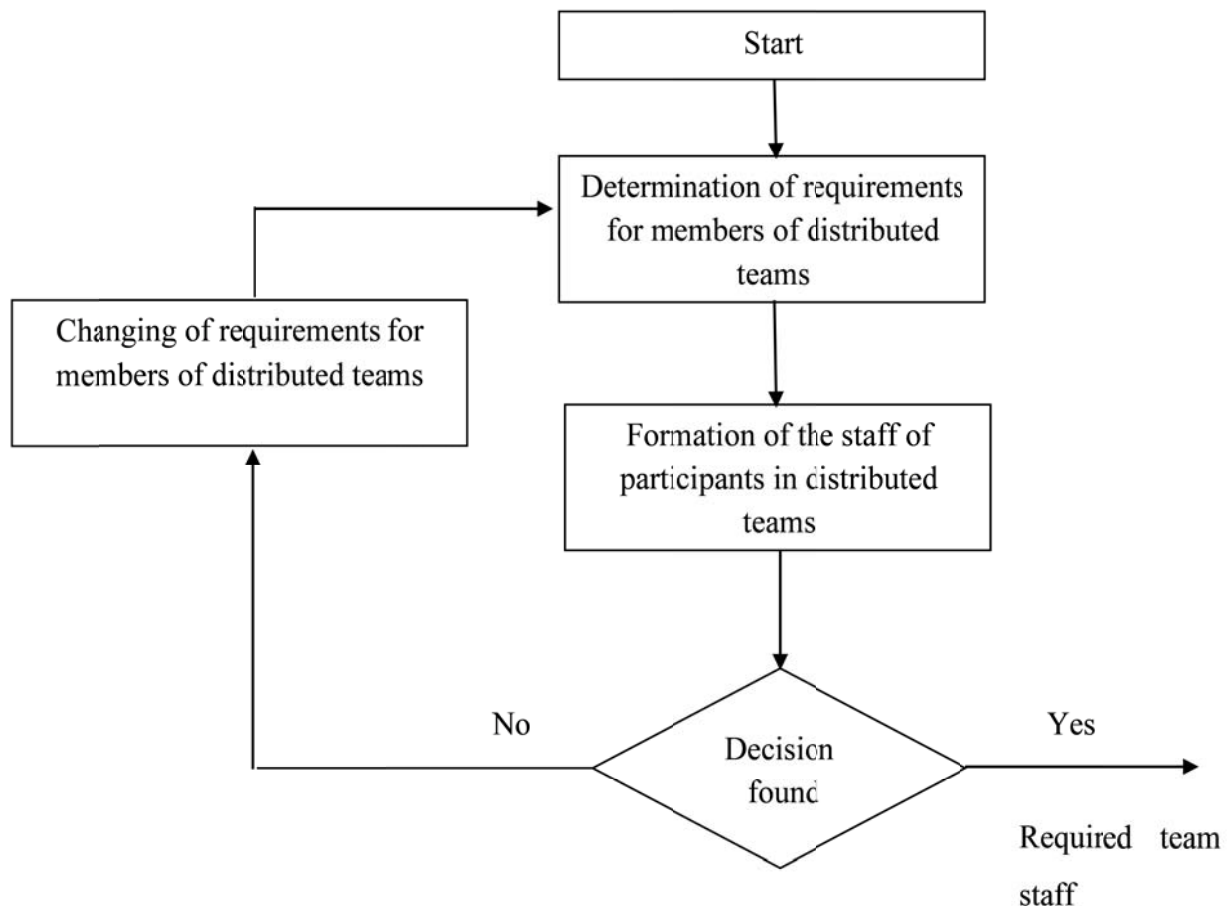 Start
Determination of requirements
for members of distributed
teams
Changing of requirements for
members of distributed teams
Formation of the staff of
participants in distributed
teams
No
Yes
Decision
found
Required team
staff